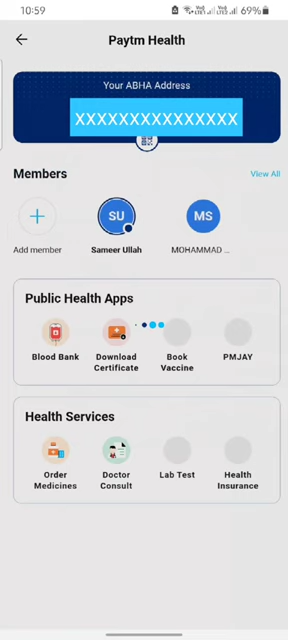 10:59
69%
Paytm Health
Your ABHA Address
XXXXXXXXXXXXXXX
Members
View All
SU
MS
Add member
Sameer Ullah
MOHAMMAD ...
Public Health Apps
Blood Bank
Download Certificate
Book Vaccine
PMJAY
Health Services
Order Medicines
Doctor Consult
Lab Test
Health Insurance